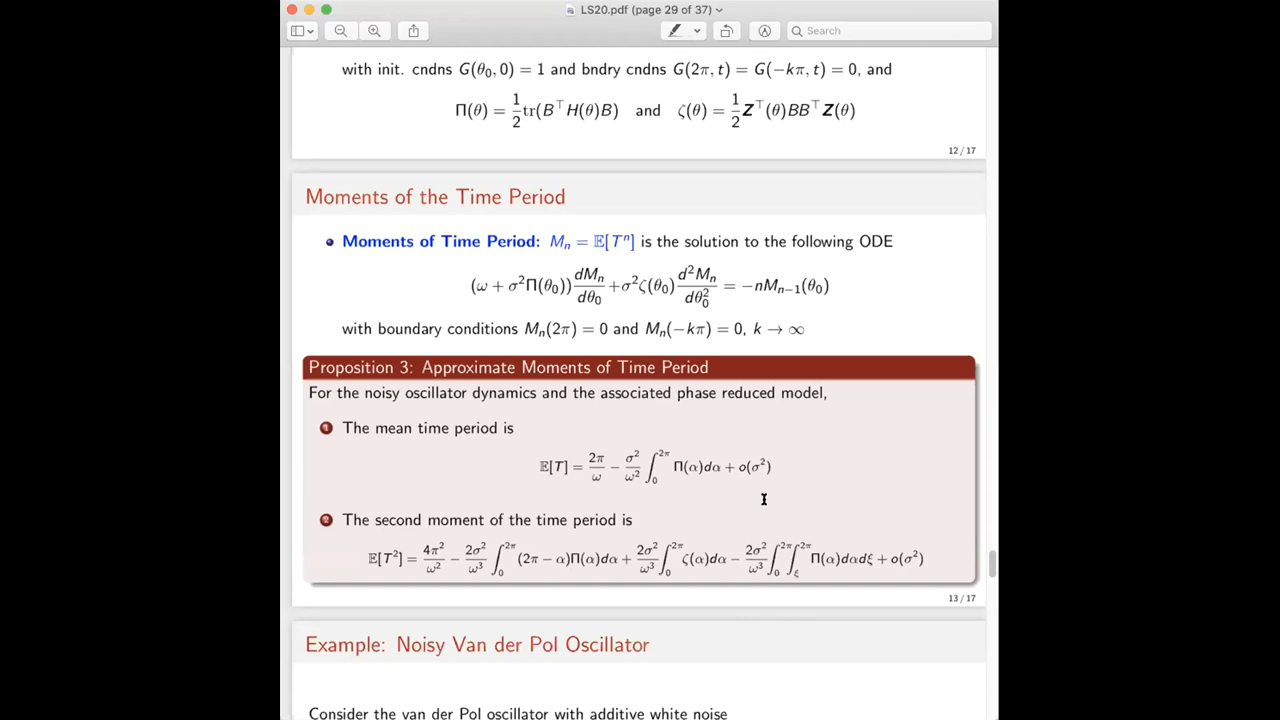 LS20.pdf (page 29 of 37)
Search
with init. cndns G(θ₀, 0) = 1 and bndry cndns G(2π, t) = G(−kπ, t) = 0, and
Π(θ) = 1/2 tr(B⊤H(θ)B) and ζ(θ) = 1/2 Z⊤(θ)BB⊤Z(θ)
12 / 17
Moments of the Time Period
Moments of Time Period: Mₙ = 𝔼[Tⁿ] is the solution to the following ODE
(ω + σ²Π(θ₀)) dMₙ/dθ₀ + σ²ζ(θ₀) d²Mₙ/dθ₀² = −nMₙ₋₁(θ₀)
with boundary conditions Mₙ(2π) = 0 and Mₙ(−kπ) = 0, k → ∞
Proposition 3: Approximate Moments of Time Period
For the noisy oscillator dynamics and the associated phase reduced model,
1 The mean time period is
𝔼[T] = 2π/ω − σ²/ω² ∫₀^{2π} Π(α)dα + o(σ²)
2 The second moment of the time period is
𝔼[T²] = 4π²/ω² − 2σ²/ω³ ∫₀^{2π} (2π − α)Π(α)dα + 2σ²/ω³ ∫₀^{2π} ζ(α)dα − 2σ²/ω³ ∫₀^{2π} ∫_ξ^{2π} Π(α)dαdξ + o(σ²)
13 / 17
Example: Noisy Van der Pol Oscillator
Consider the van der Pol oscillator with additive white noise